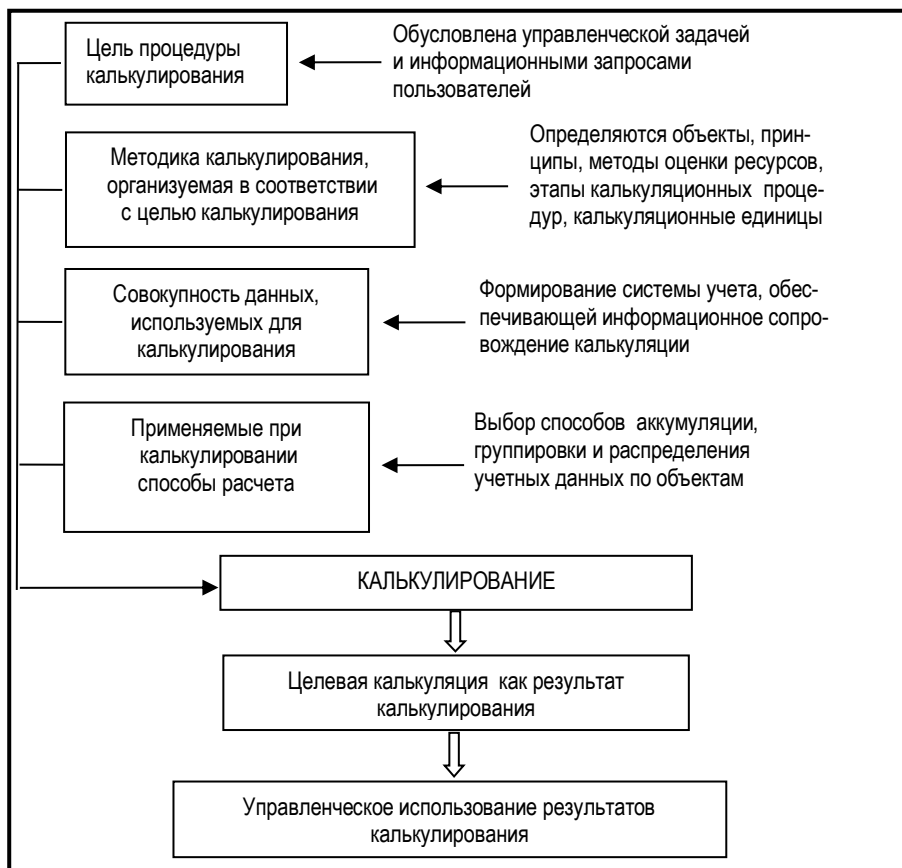 Цель процедуры
калькулирования
Обусловлена управленческой задачей
и информационными запросами
пользователей
Методика калькулирования,
организуемая в соответствии
с целью калькулирования
Определяются объекты, прин-
ципы, методы оценки ресурсов,
этапы калькуляционных проце-
дур, калькуляционные единицы
Совокупность данных,
используемых для
калькулирования
Формирование системы учета, обес-
печивающей информационное сопро-
вождение калькуляции
Применяемые при
калькулировании
способы расчета
Выбор способов аккумуляции,
группировки и распределения
учетных данных по объектам
КАЛЬКУЛИРОВАНИЕ
Целевая калькуляция как результат
калькулирования
Управленческое использование результатов
калькулирования